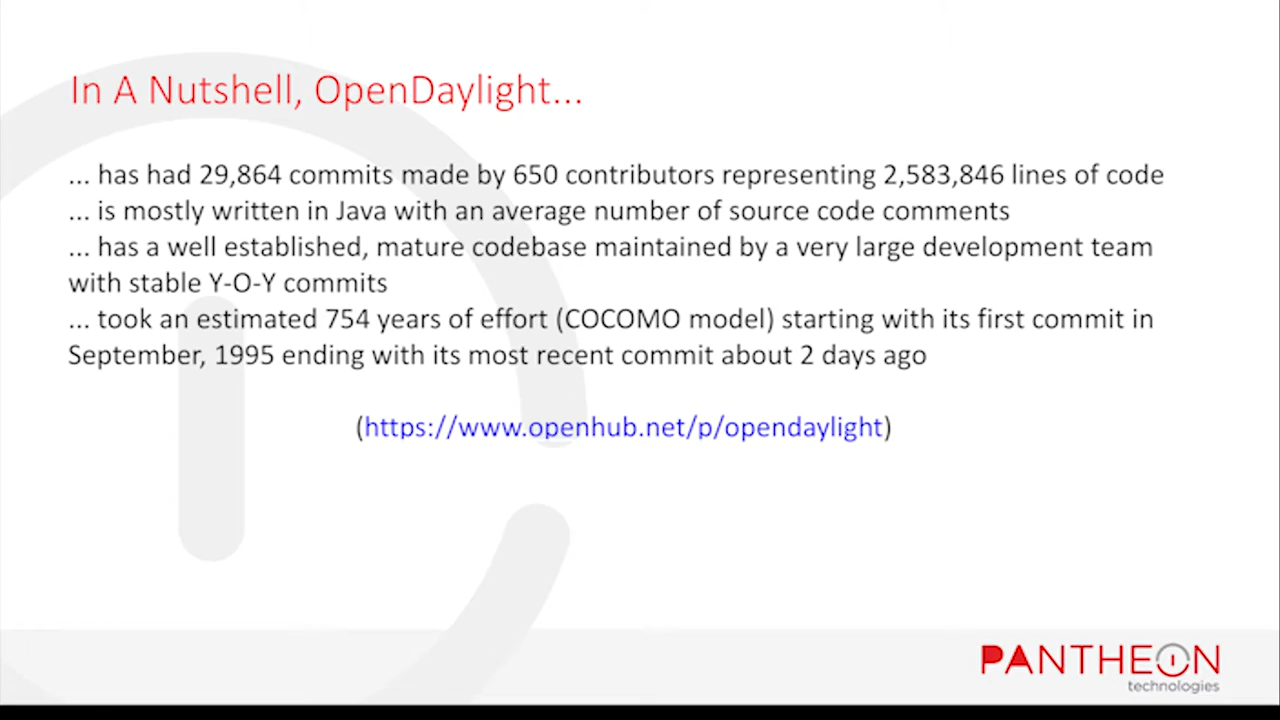 In A Nutshell, OpenDaylight...
... has had 29,864 commits made by 650 contributors representing 2,583,846 lines of code
... is mostly written in Java with an average number of source code comments
... has a well established, mature codebase maintained by a very large development team
with stable Y-O-Y commits
... took an estimated 754 years of effort (COCOMO model) starting with its first commit in
September, 1995 ending with its most recent commit about 2 days ago
(https://www.openhub.net/p/opendaylight)
PANTHEON
technologies